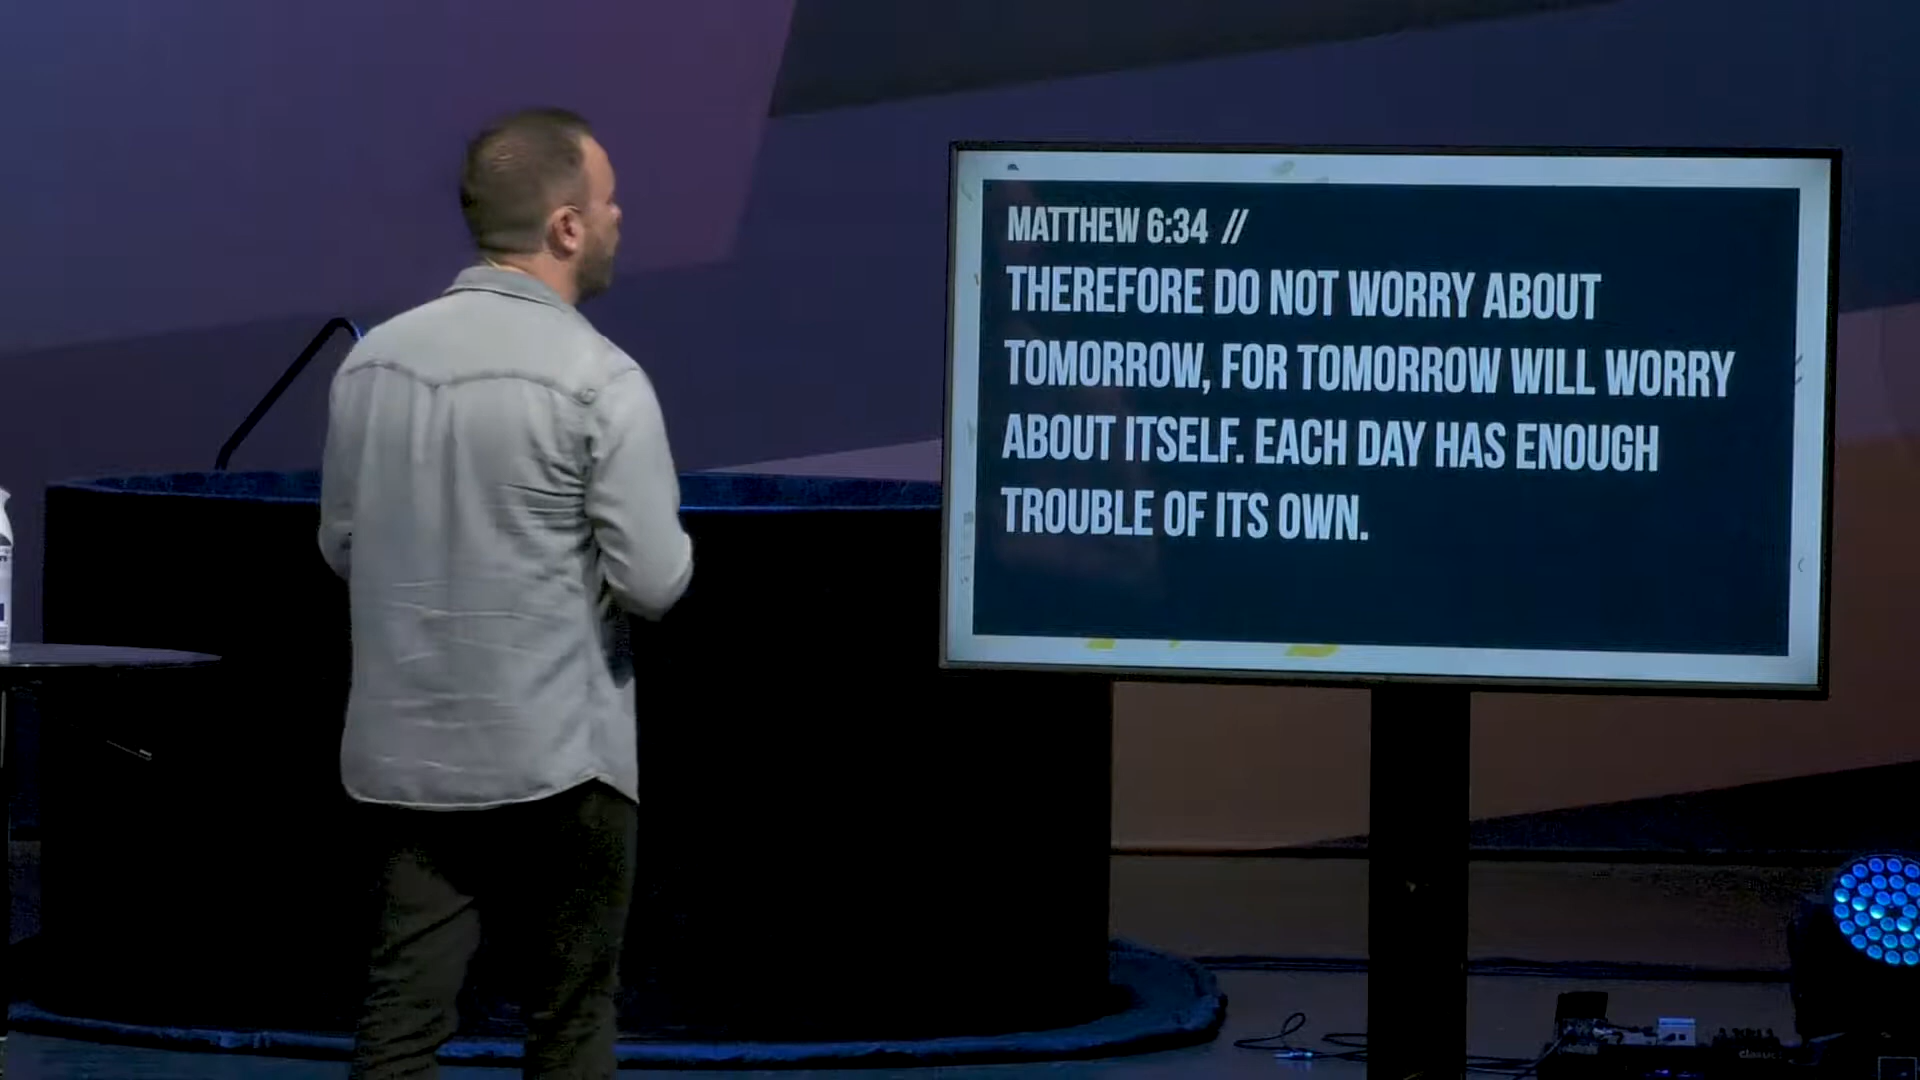 MATTHEW 6:34 //
THEREFORE DO NOT WORRY ABOUT
TOMORROW, FOR TOMORROW WILL WORRY
ABOUT ITSELF. EACH DAY HAS ENOUGH
TROUBLE OF ITS OWN.